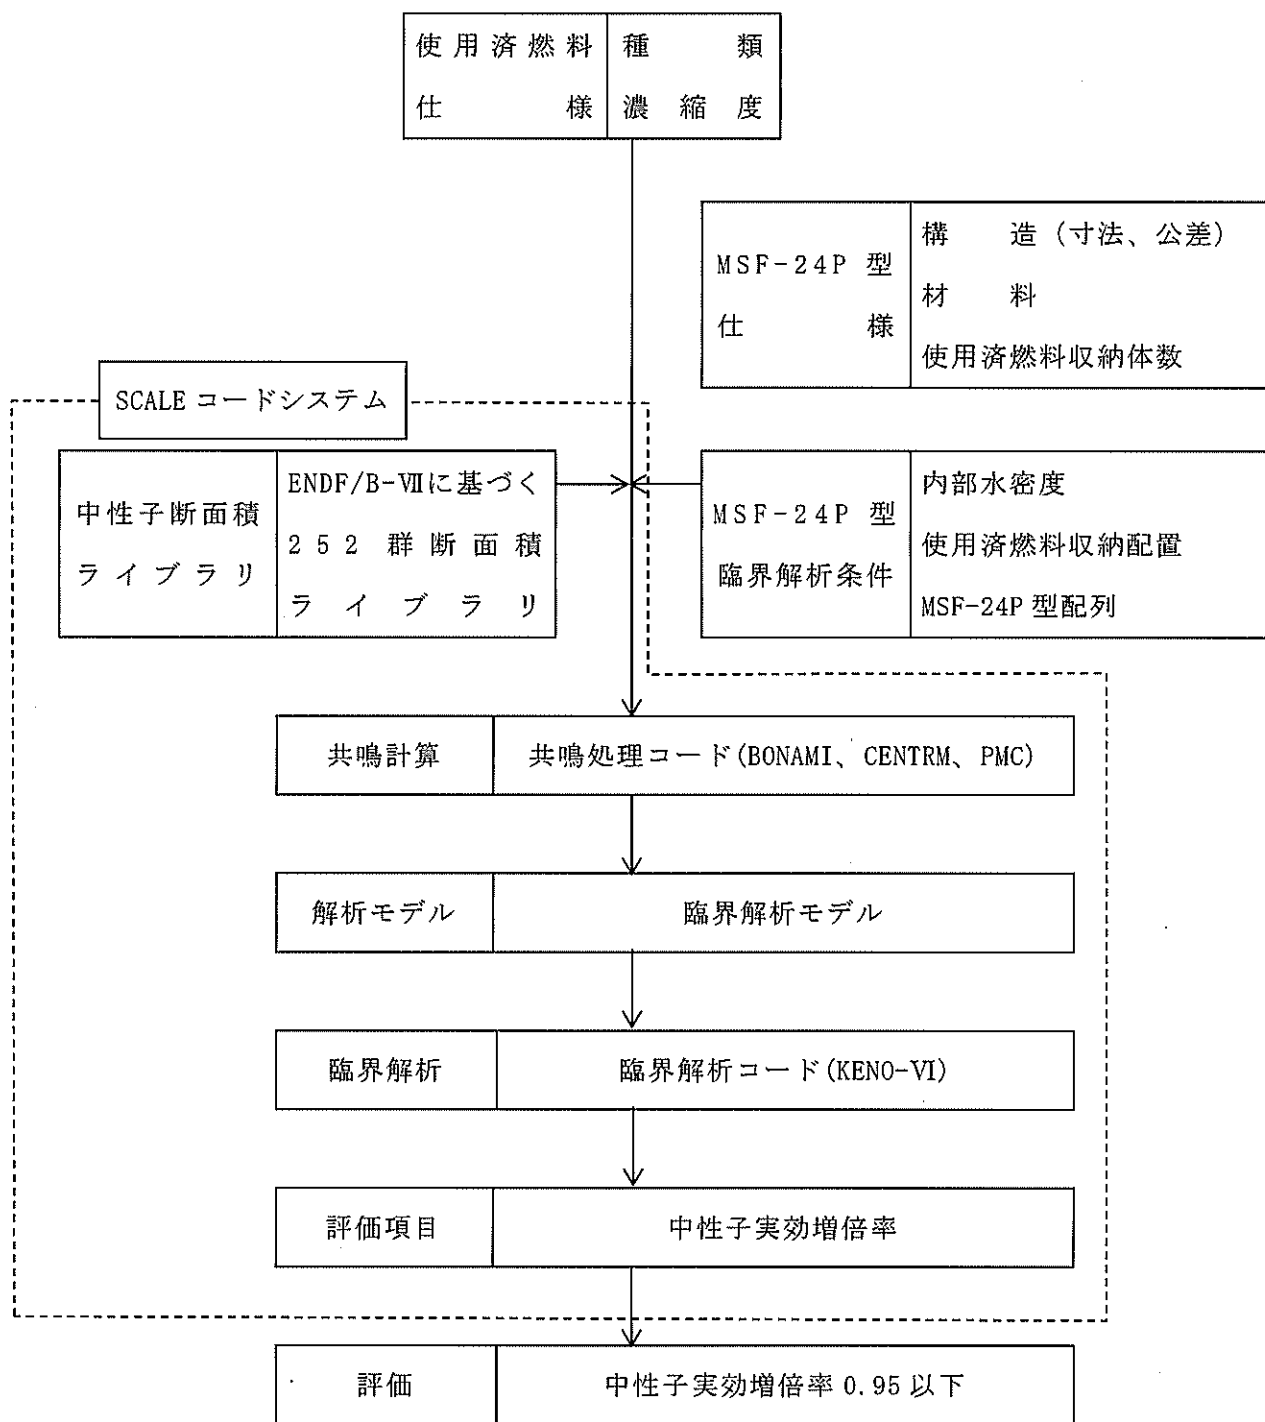 使用済燃料
仕様
種類
濃縮度
MSF-24P 型
仕様
構造（寸法、公差）
材料
使用済燃料収納体数
SCALE コードシステム
中性子断面積
ライブラリ
ENDF/B-Ⅶに基づく
252 群断面積
ライブラリ
MSF-24P 型
臨界解析条件
内部水密度
使用済燃料収納配置
MSF-24P 型配列
共鳴計算
共鳴処理コード(BONAMI、CENTRM、PMC)
解析モデル
臨界解析モデル
臨界解析
臨界解析コード(KENO-Ⅵ)
評価項目
中性子実効増倍率
評価
中性子実効増倍率 0.95 以下